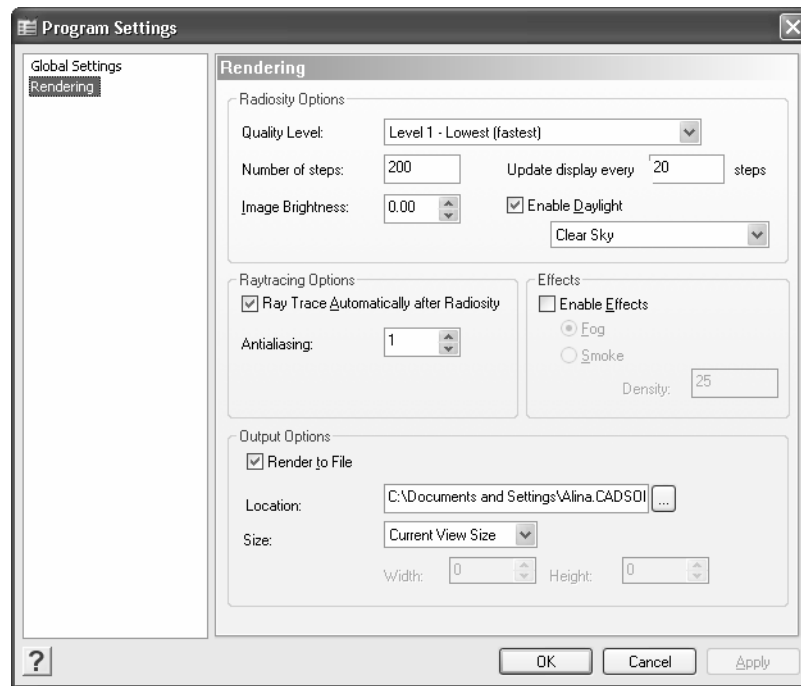 Program Settings
Global Settings
Rendering
Rendering
Radiosity Options
Quality Level: Level 1 - Lowest (fastest)
Number of steps: 200 Update display every 20 steps
Image Brightness: 0.00 Enable Daylight
Clear Sky
Raytracing Options
Ray Trace Automatically after Radiosity
Antialiasing: 1
Effects
Enable Effects
Fog
Smoke
Density: 25
Output Options
Render to File
Location: C:\Documents and Settings\Alina.CADSOI ...
Size: Current View Size
Width: 0 Height: 0
? OK Cancel Apply